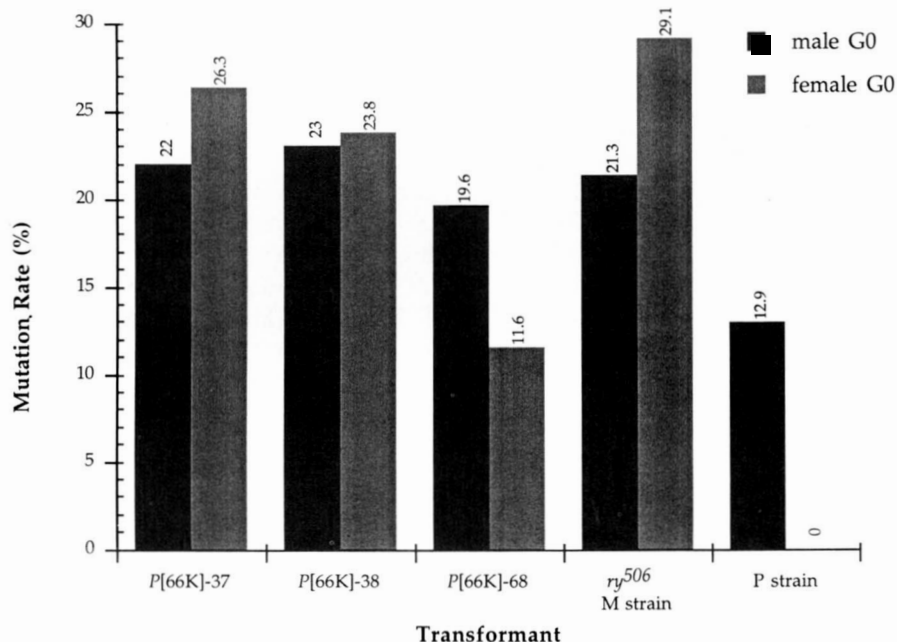 30
25
20
15
10
5
0
Mutation Rate (%)
22
26.3
23
23.8
19.6
11.6
21.3
29.1
12.9
0
male G0
female G0
P[66K]-37
P[66K]-38
P[66K]-68
ry506
M strain
P strain
Transformant